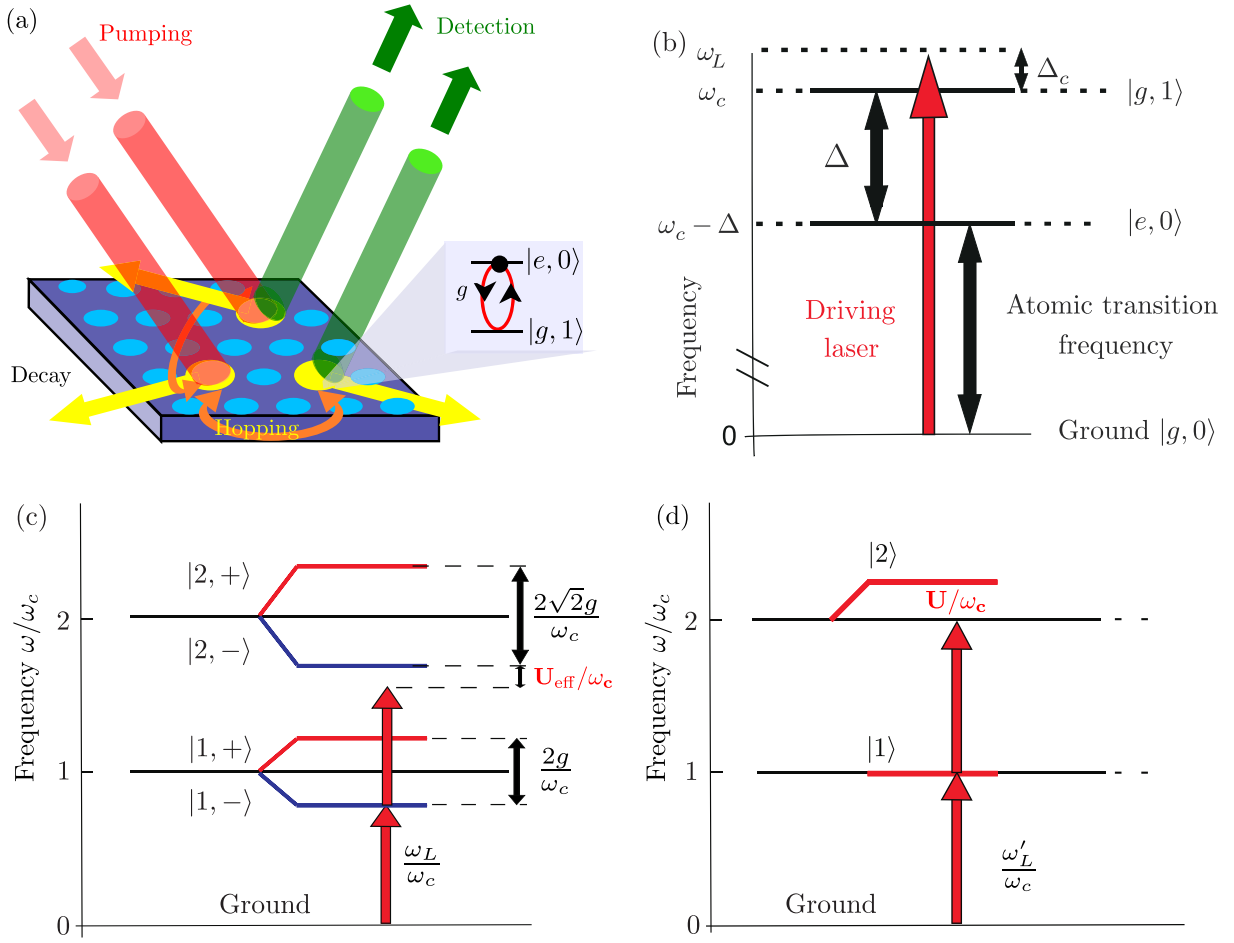 (a)
Pumping
Detection
|e, 0⟩
g
|g, 1⟩
Decay
Hopping
(b)
ω_L
Δ_c
ω_c
|g, 1⟩
Δ
ω_c − Δ
|e, 0⟩
Frequency
Driving
laser
Atomic transition
frequency
0
Ground |g, 0⟩
(c)
Frequency ω/ω_c
|2, +⟩
2
2√2g
ω_c
|2, −⟩
U_eff/ω_c
|1, +⟩
1
2g
ω_c
|1, −⟩
ω_L
ω_c
Ground
0
(d)
Frequency ω/ω_c
|2⟩
U/ω_c
2
|1⟩
1
ω′_L
ω_c
Ground
0